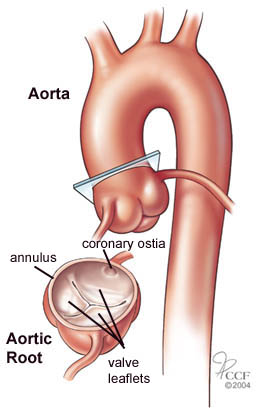 Aorta
coronary ostia
annulus
Aortic
Root
valve
leaflets
CCF
©2004